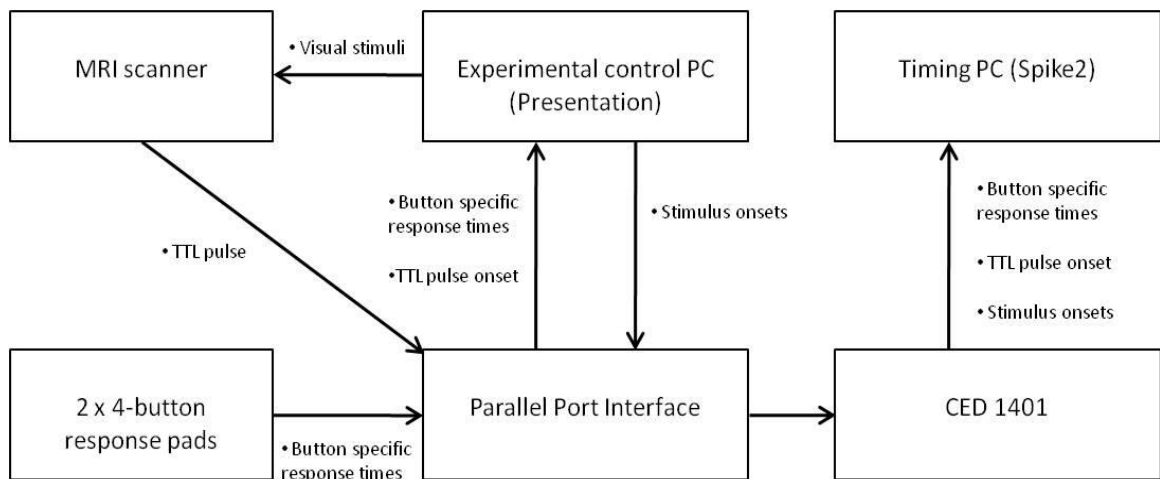 MRI scanner
• Visual stimuli
Experimental control PC
(Presentation)
Timing PC (Spike2)
• TTL pulse
• Button specific
response times
• TTL pulse onset
• Stimulus onsets
• Button specific
response times
• TTL pulse onset
• Stimulus onsets
2 x 4-button
response pads
• Button specific
response times
Parallel Port Interface
CED 1401